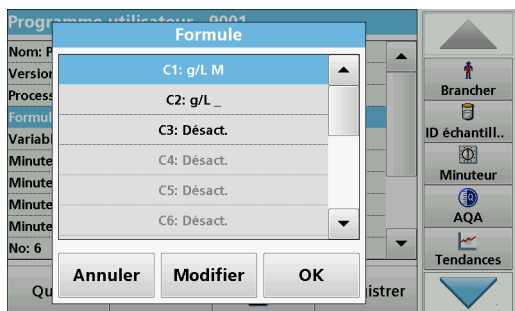 Programme utilisateur 9001
Formule
Nom: P
Version
Process
Formul
Variabl
Minute
Minute
Minute
Minute
No: 6
C1: g/L M
C2: g/L _
C3: Désact.
C4: Désact.
C5: Désact.
C6: Désact.
Annuler Modifier OK
Qu
istrer
Brancher
ID échantill..
Minuteur
AQA
Tendances